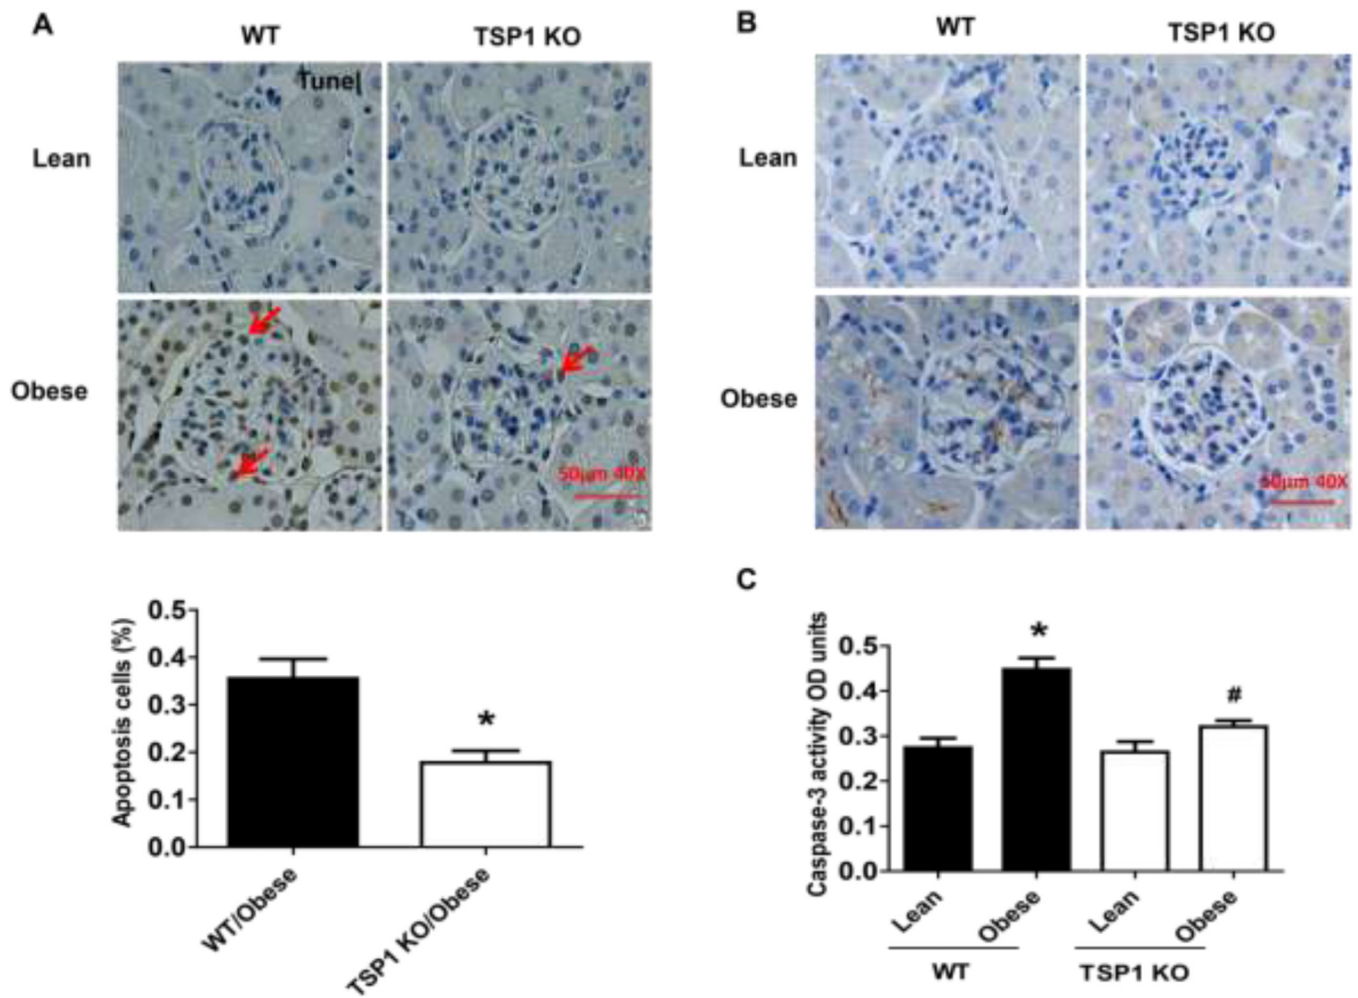 A
WT
TSP1 KO
Tunel
Lean
Obese
50μm 40X
B
WT
TSP1 KO
Lean
Obese
50μm 40X
Apoptosis cells (%)
0.5
0.4
0.3
0.2
0.1
0.0
*
WT/Obese
TSP1 KO/Obese
C
Caspase-3 activity OD units
0.5
0.4
0.3
0.2
0.1
0.0
*
#
Lean
Obese
Lean
Obese
WT
TSP1 KO